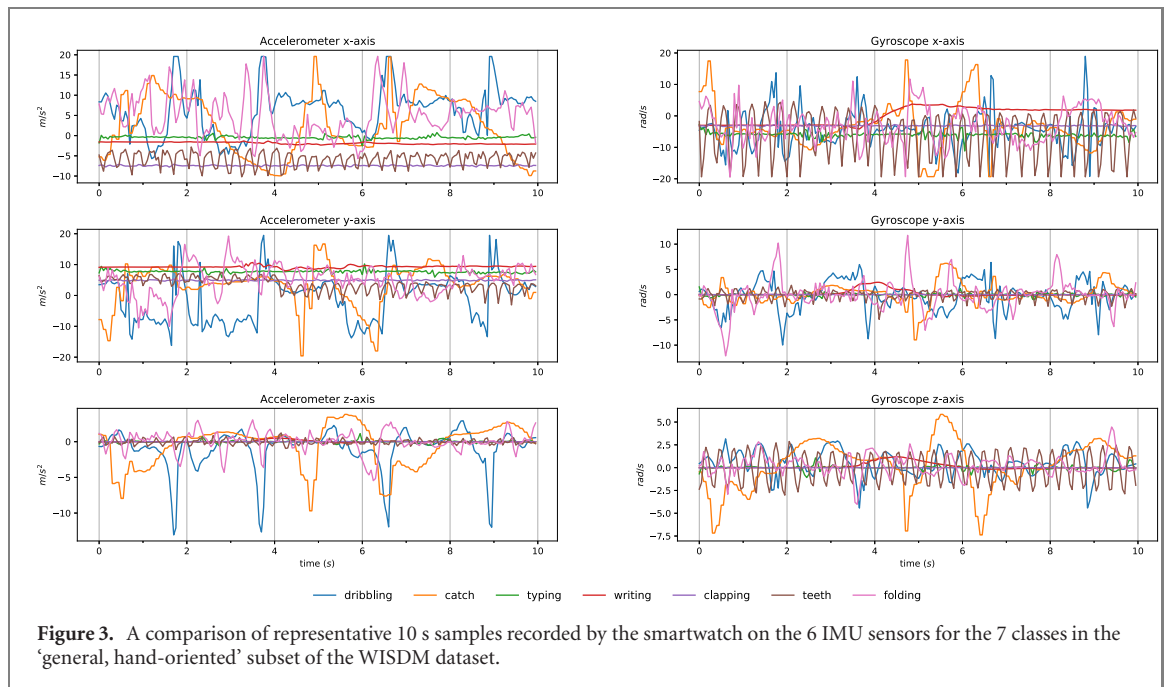 Accelerometer x-axis
20
15
10
5
0
−5
−10
m/s²
0 2 4 6 8 10
Gyroscope x-axis
20
10
0
−10
−20
rad/s
0 2 4 6 8 10
Accelerometer y-axis
20
10
0
−10
−20
m/s²
0 2 4 6 8 10
Gyroscope y-axis
10
5
0
−5
−10
rad/s
0 2 4 6 8 10
Accelerometer z-axis
0
−5
−10
m/s²
0 2 4 6 8 10
time (s)
Gyroscope z-axis
5.0
2.5
0.0
−2.5
−5.0
−7.5
rad/s
0 2 4 6 8 10
time (s)
dribbling catch typing writing clapping teeth folding
Figure 3. A comparison of representative 10 s samples recorded by the smartwatch on the 6 IMU sensors for the 7 classes in the
‘general, hand-oriented’ subset of the WISDM dataset.